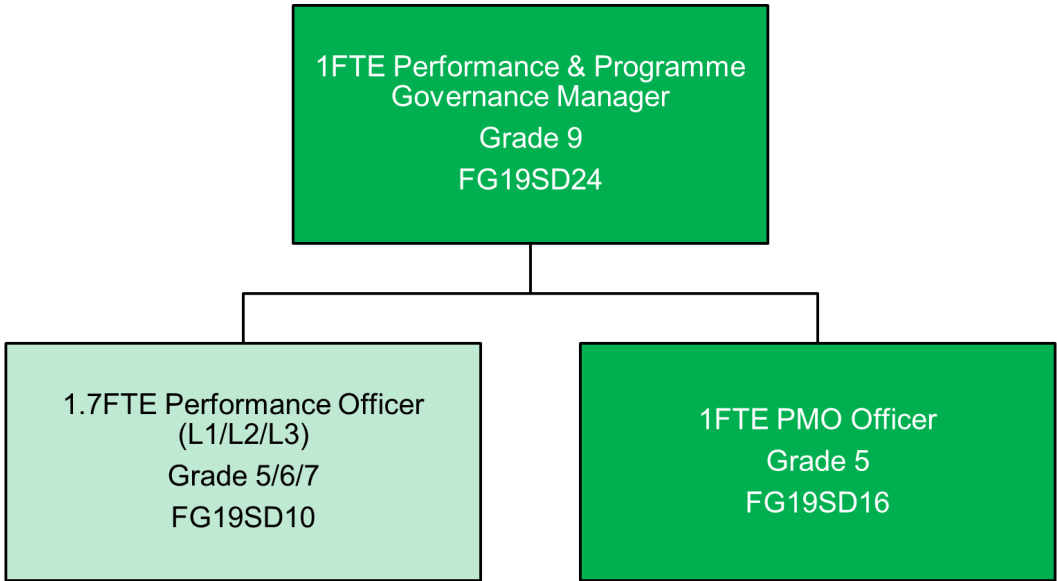 1FTE Performance & Programme
Governance Manager
Grade 9
FG19SD24
1.7FTE Performance Officer
(L1/L2/L3)
Grade 5/6/7
FG19SD10
1FTE PMO Officer
Grade 5
FG19SD16